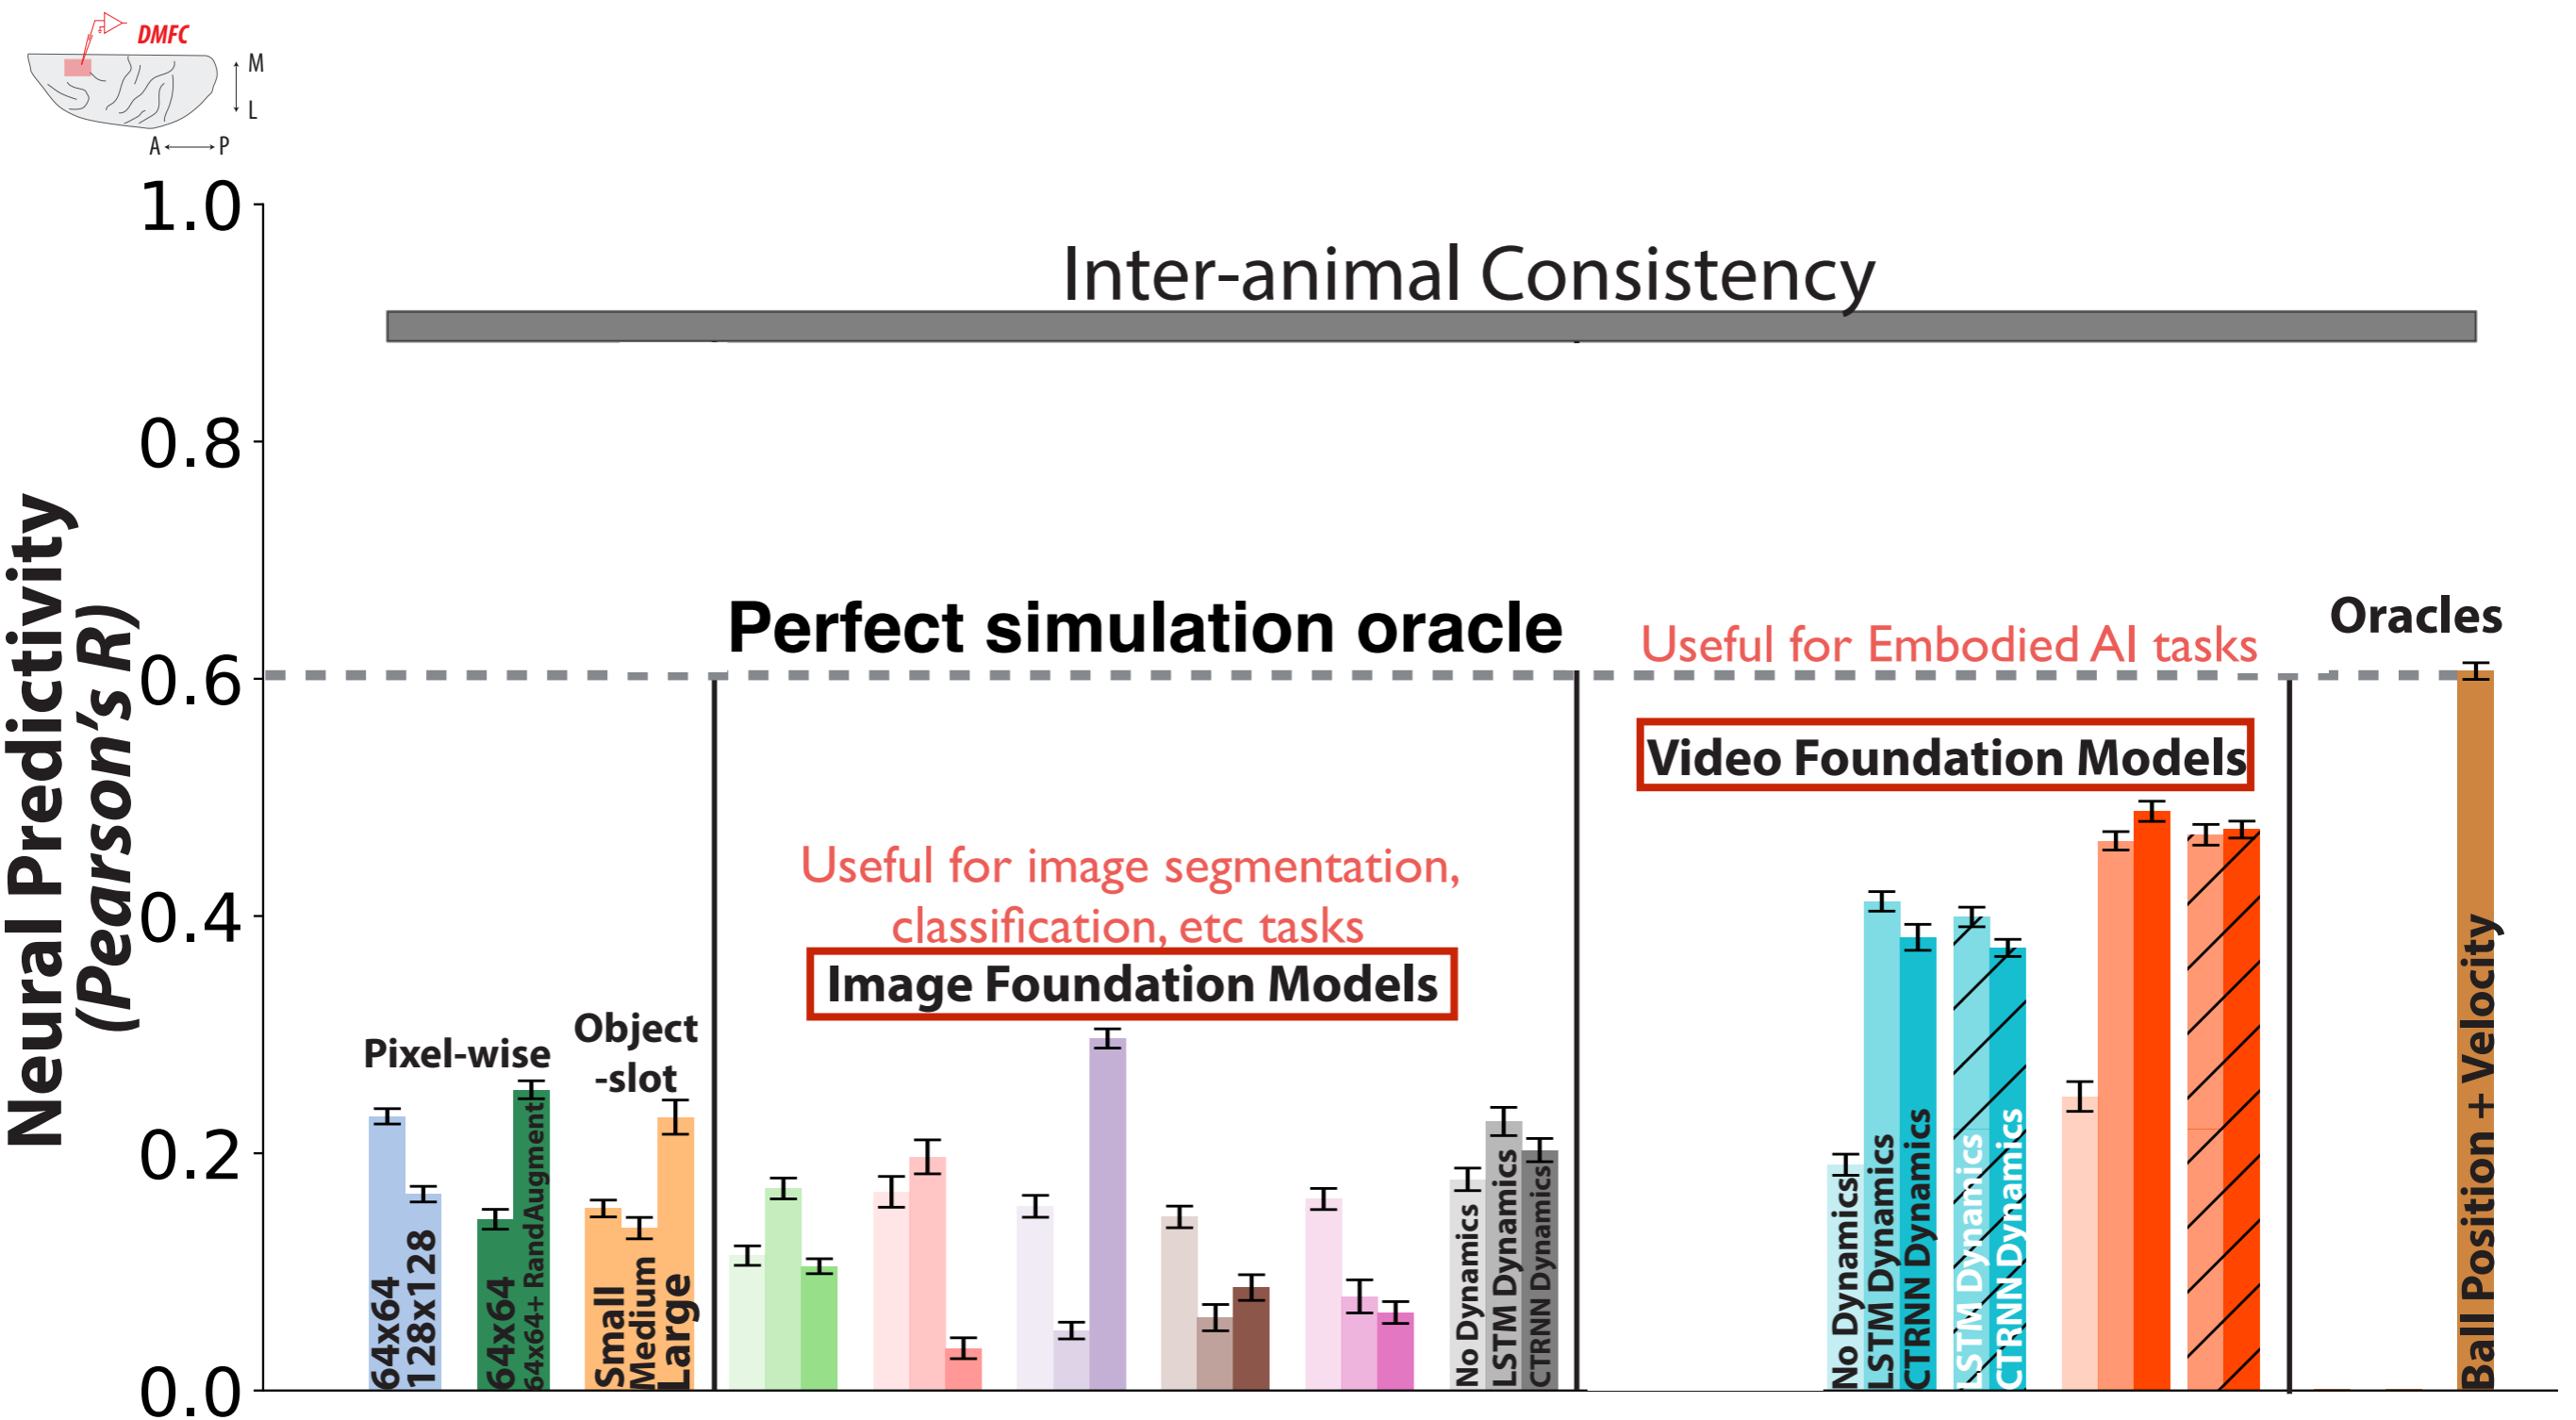 DMFC
M
L
A
P
1.0
0.8
0.6
0.4
0.2
0.0
Neural Predictivity
(Pearson's R)
Inter-animal Consistency
Perfect simulation oracle
Useful for Embodied AI tasks
Oracles
Video Foundation Models
Useful for image segmentation,
classification, etc tasks
Image Foundation Models
Pixel-wise
Object
-slot
64x64
128x128
64x64
64x64+ RandAugment
Small
Medium
Large
No Dynamics
LSTM Dynamics
CTRNN Dynamics
No Dynamics
LSTM Dynamics
CTRNN Dynamics
LSTM Dynamics
CTRNN Dynamics
Ball Position + Velocity